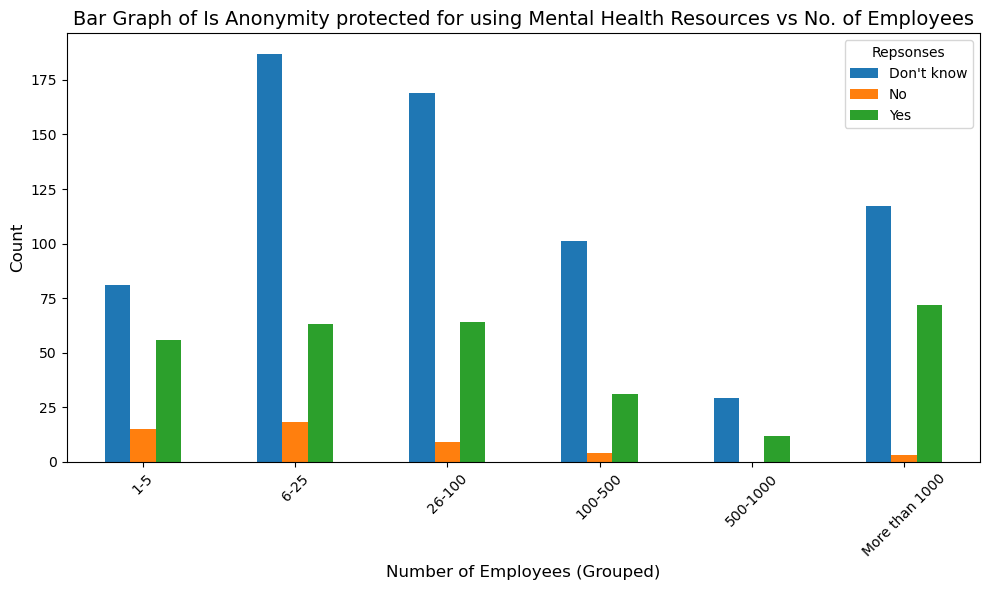 Bar Graph of Is Anonymity protected for using Mental Health Resources vs No. of Employees
Repsonses
Don't know
No
Yes
Count
175
150
125
100
75
50
25
0
1-5
6-25
26-100
100-500
500-1000
More than 1000
Number of Employees (Grouped)